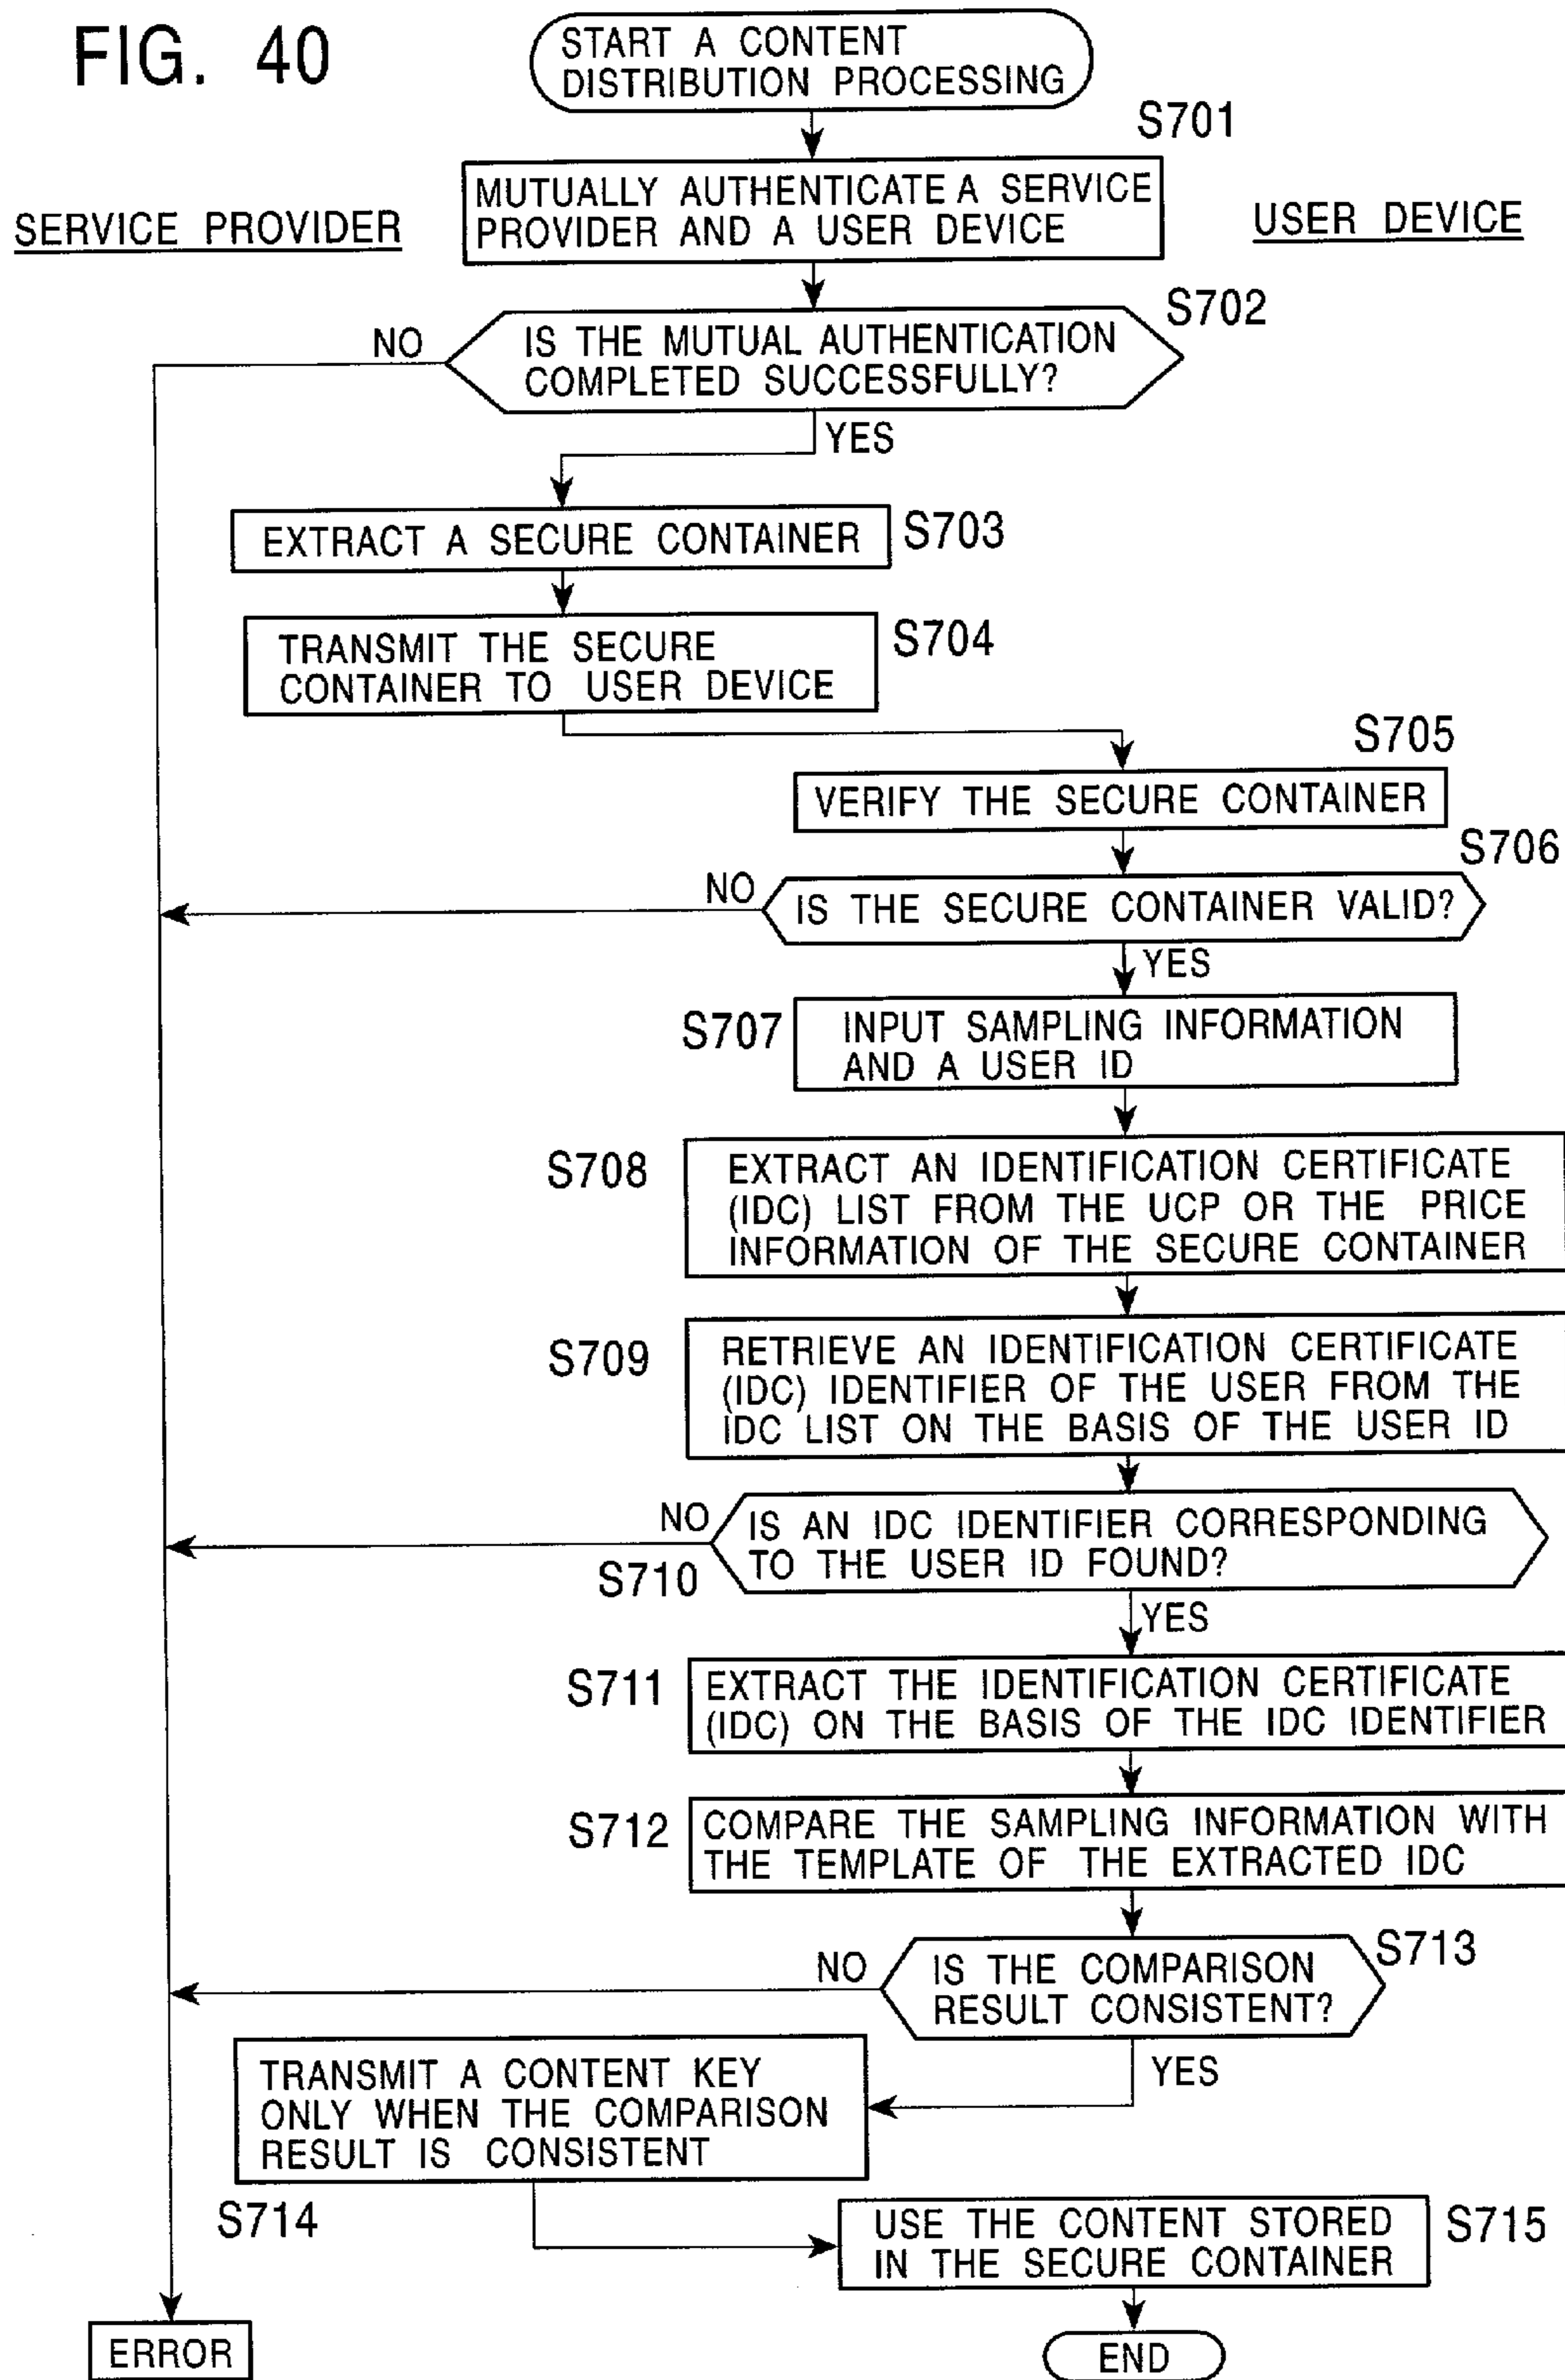 FIG. 40
START A CONTENT
DISTRIBUTION PROCESSING
S701
MUTUALLY AUTHENTICATE A SERVICE
PROVIDER AND A USER DEVICE
SERVICE PROVIDER
USER DEVICE
S702
NO
IS THE MUTUAL AUTHENTICATION
COMPLETED SUCCESSFULLY?
YES
EXTRACT A SECURE CONTAINER
S703
TRANSMIT THE SECURE
CONTAINER TO USER DEVICE
S704
S705
VERIFY THE SECURE CONTAINER
S706
NO
IS THE SECURE CONTAINER VALID?
YES
S707
INPUT SAMPLING INFORMATION
AND A USER ID
S708
EXTRACT AN IDENTIFICATION CERTIFICATE
(IDC) LIST FROM THE UCP OR THE PRICE
INFORMATION OF THE SECURE CONTAINER
S709
RETRIEVE AN IDENTIFICATION CERTIFICATE
(IDC) IDENTIFIER OF THE USER FROM THE
IDC LIST ON THE BASIS OF THE USER ID
NO
IS AN IDC IDENTIFIER CORRESPONDING
TO THE USER ID FOUND?
S710
YES
S711
EXTRACT THE IDENTIFICATION CERTIFICATE
(IDC) ON THE BASIS OF THE IDC IDENTIFIER
S712
COMPARE THE SAMPLING INFORMATION WITH
THE TEMPLATE OF THE EXTRACTED IDC
S713
NO
IS THE COMPARISON
RESULT CONSISTENT?
YES
TRANSMIT A CONTENT KEY
ONLY WHEN THE COMPARISON
RESULT IS CONSISTENT
S714
USE THE CONTENT STORED
IN THE SECURE CONTAINER
S715
ERROR
END